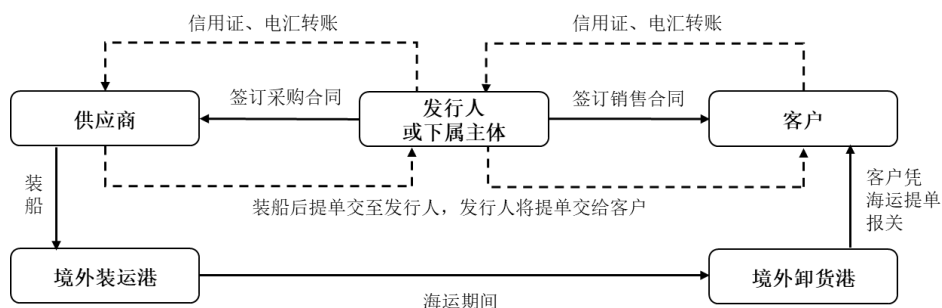 信用证、电汇转账
信用证、电汇转账
供应商
签订采购合同
发行人
或下属主体
签订销售合同
客户
装
船
装船后提单交至发行人，发行人将提单交给客户
客户凭
海运提单
报关
境外装运港
境外卸货港
海运期间